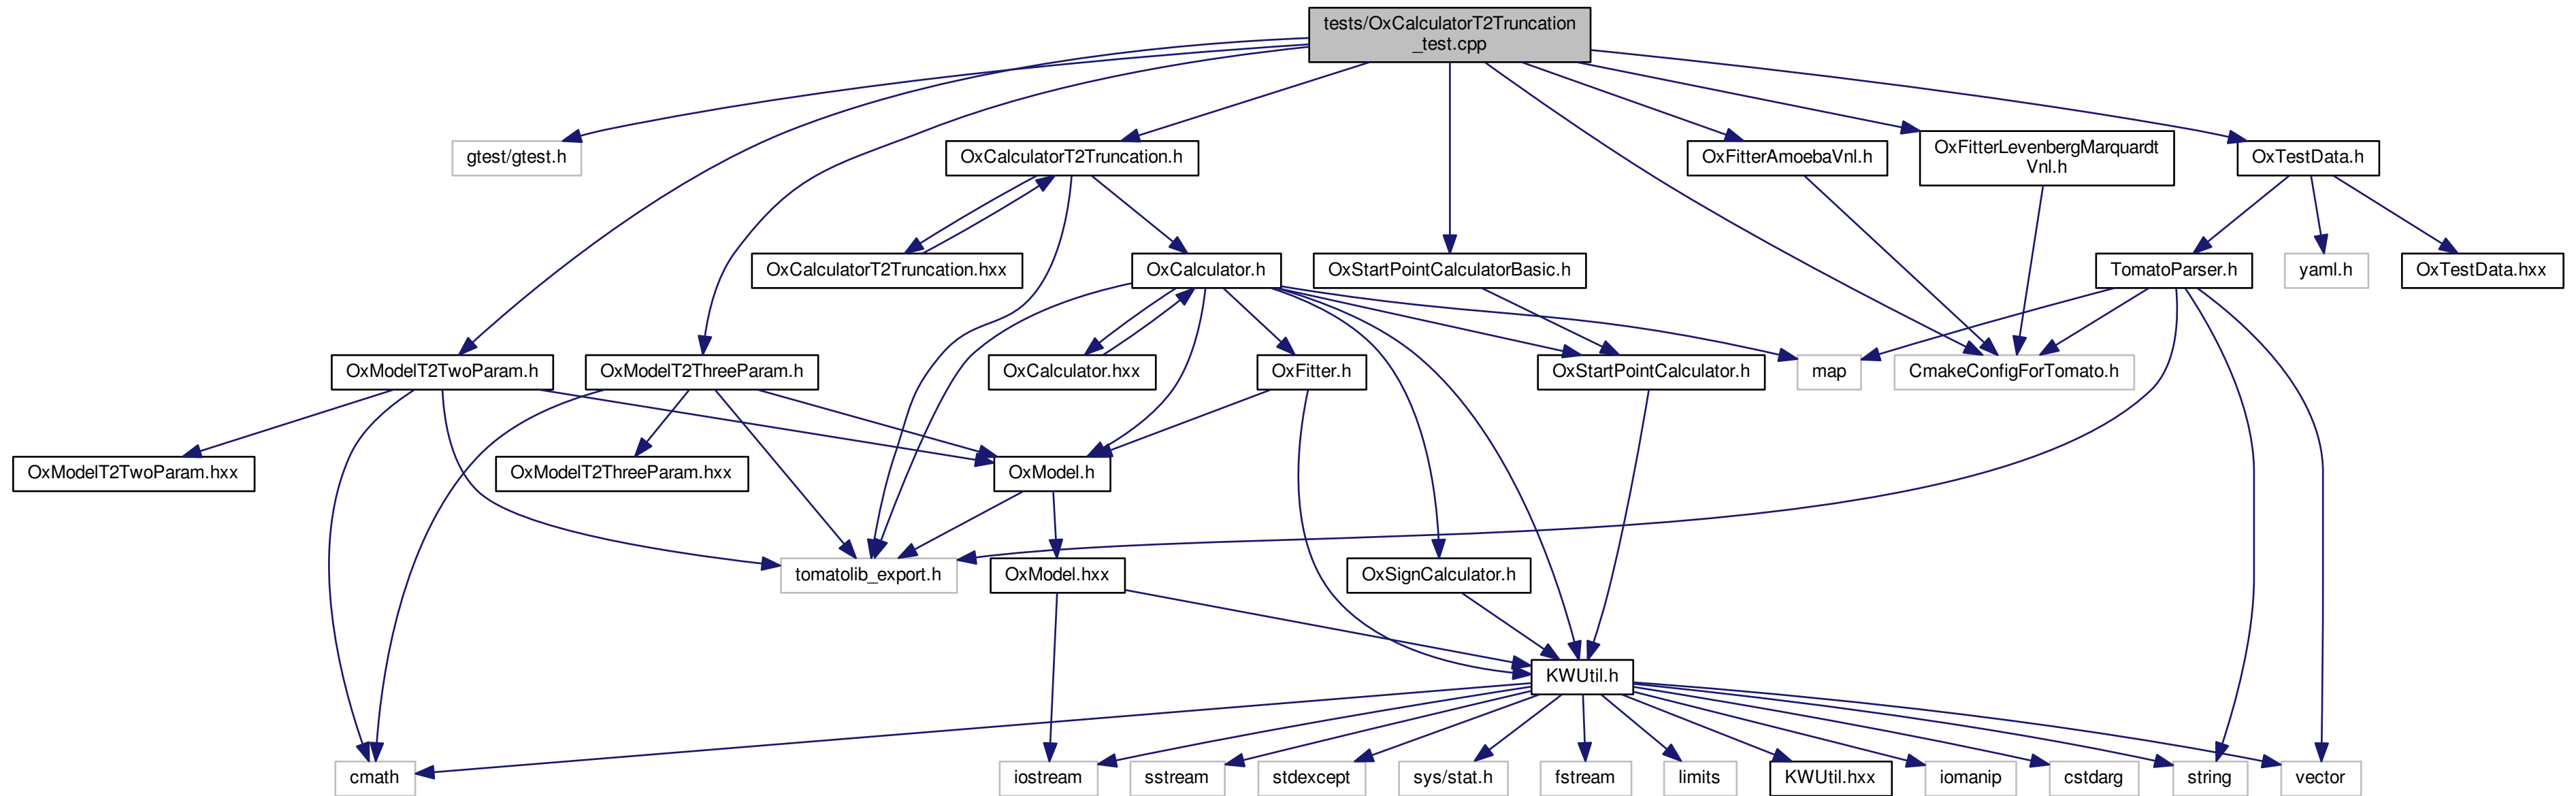 tests/OxCalculatorT2Truncation
_test.cpp
gtest/gtest.h
OxCalculatorT2Truncation.h
OxFitterAmoebaVnl.h
OxFitterLevenbergMarquardt
Vnl.h
OxTestData.h
OxCalculatorT2Truncation.hxx
OxCalculator.h
OxStartPointCalculatorBasic.h
TomatoParser.h
yaml.h
OxTestData.hxx
OxModelT2TwoParam.h
OxModelT2ThreeParam.h
OxCalculator.hxx
OxFitter.h
OxStartPointCalculator.h
map
CmakeConfigForTomato.h
OxModelT2TwoParam.hxx
OxModelT2ThreeParam.hxx
OxModel.h
tomatolib_export.h
OxModel.hxx
OxSignCalculator.h
KWUtil.h
cmath
iostream
sstream
stdexcept
sys/stat.h
fstream
limits
KWUtil.hxx
iomanip
cstdarg
string
vector